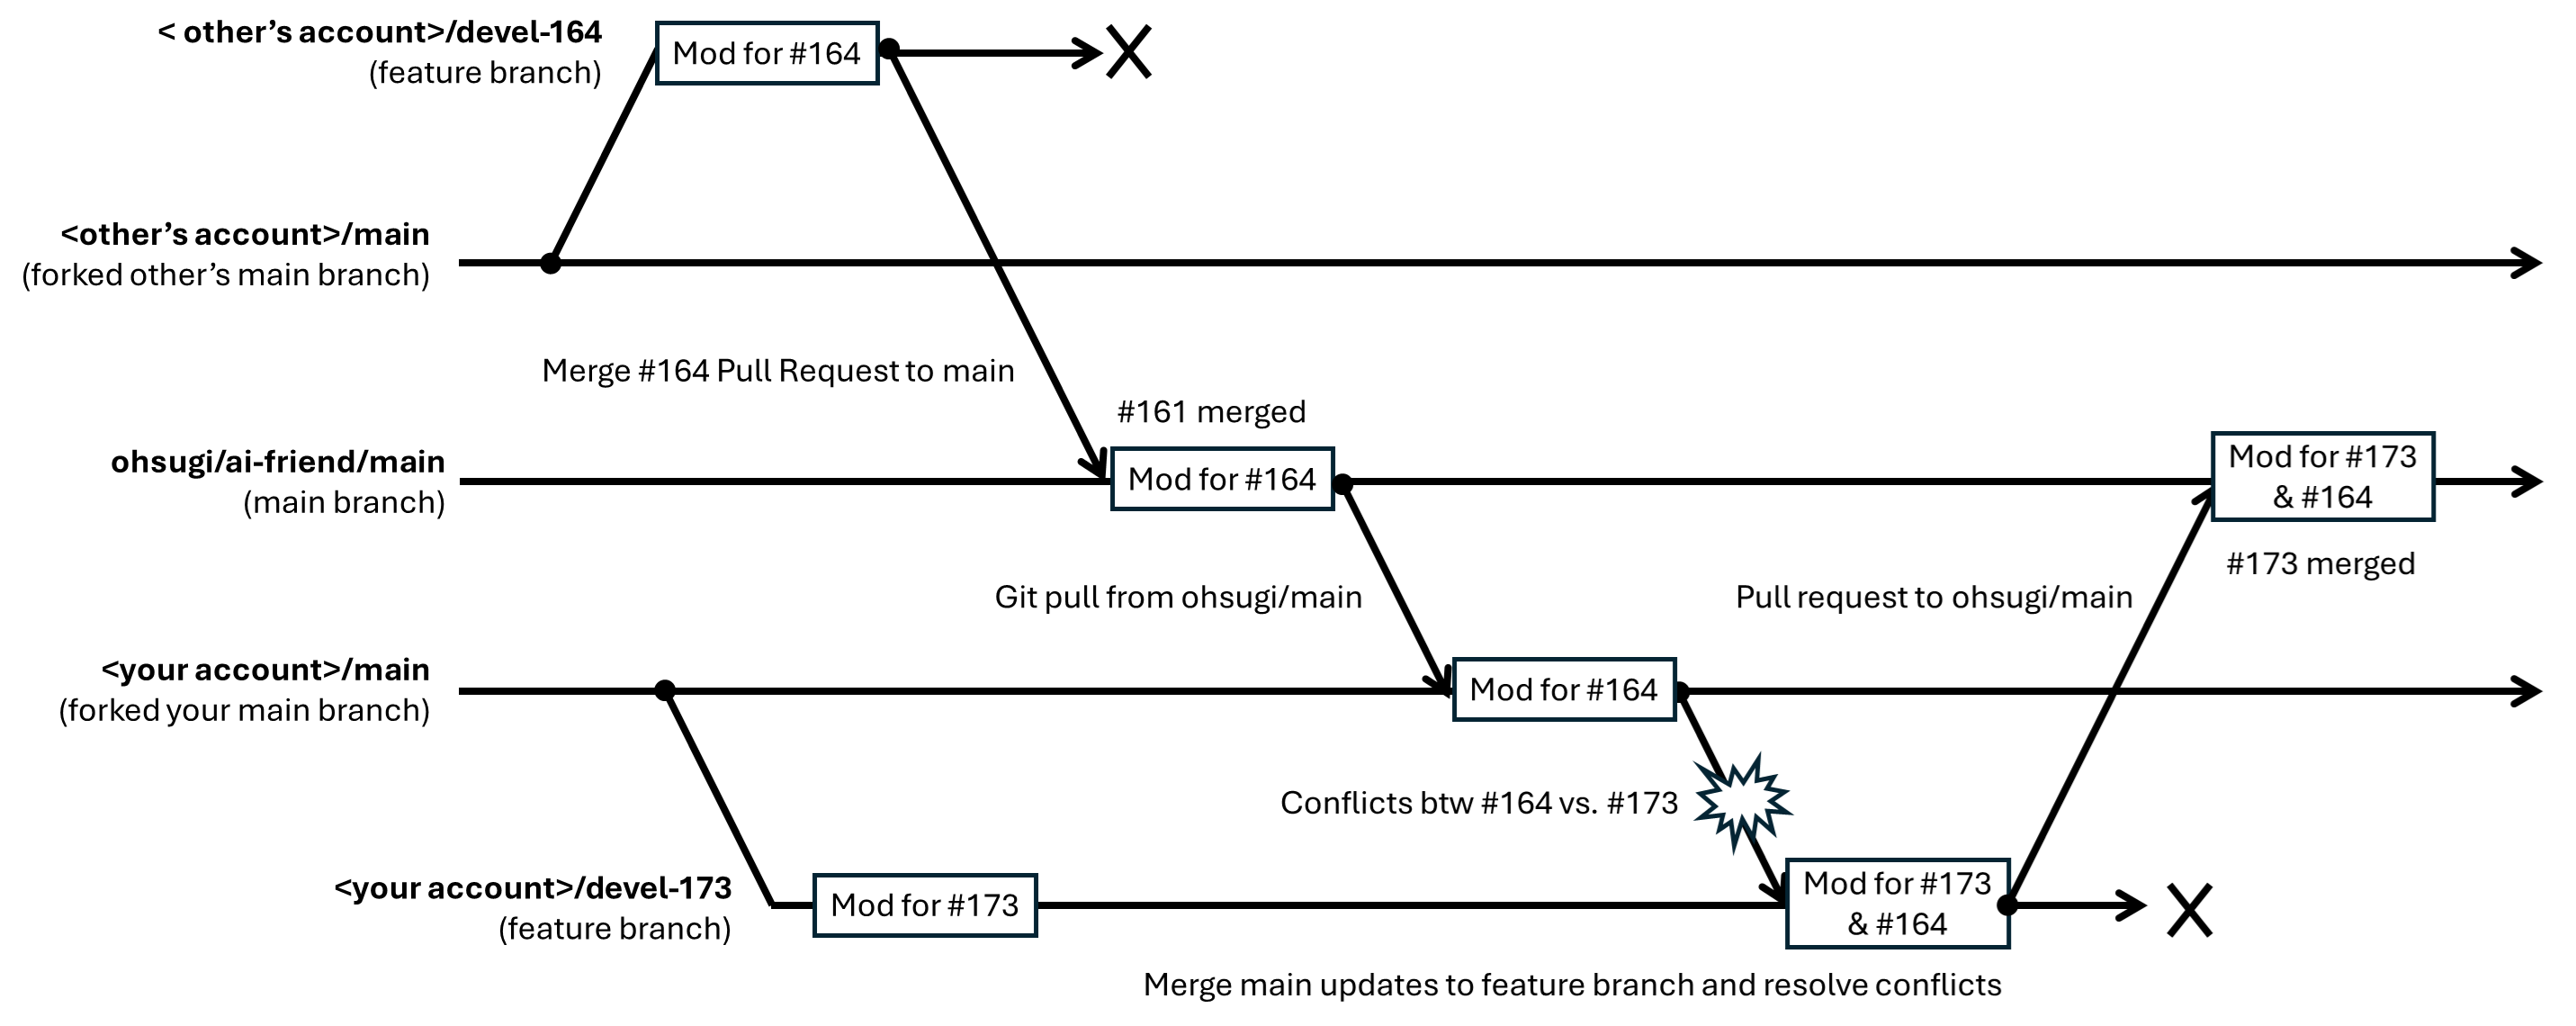 < other’s account>/devel-164
(feature branch)
Mod for #164
<other’s account>/main
(forked other’s main branch)
Merge #164 Pull Request to main
#161 merged
ohsugi/ai-friend/main
(main branch)
Mod for #164
Mod for #173
& #164
#173 merged
Git pull from ohsugi/main
Pull request to ohsugi/main
<your account>/main
(forked your main branch)
Mod for #164
Conflicts btw #164 vs. #173
<your account>/devel-173
(feature branch)
Mod for #173
Mod for #173
& #164
Merge main updates to feature branch and resolve conflicts